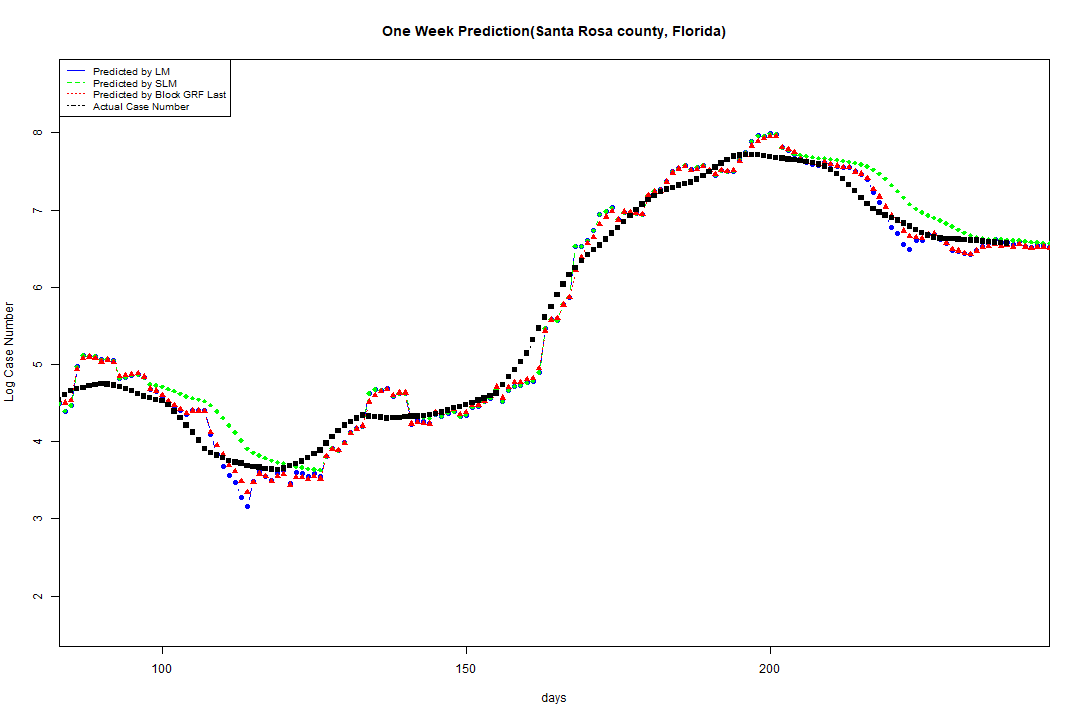 One Week Prediction(Santa Rosa county, Florida)
Predicted by LM
Predicted by SLM
Predicted by Block GRF Last
Actual Case Number
8
7
6
5
4
3
2
Log Case Number
100 150 200
days